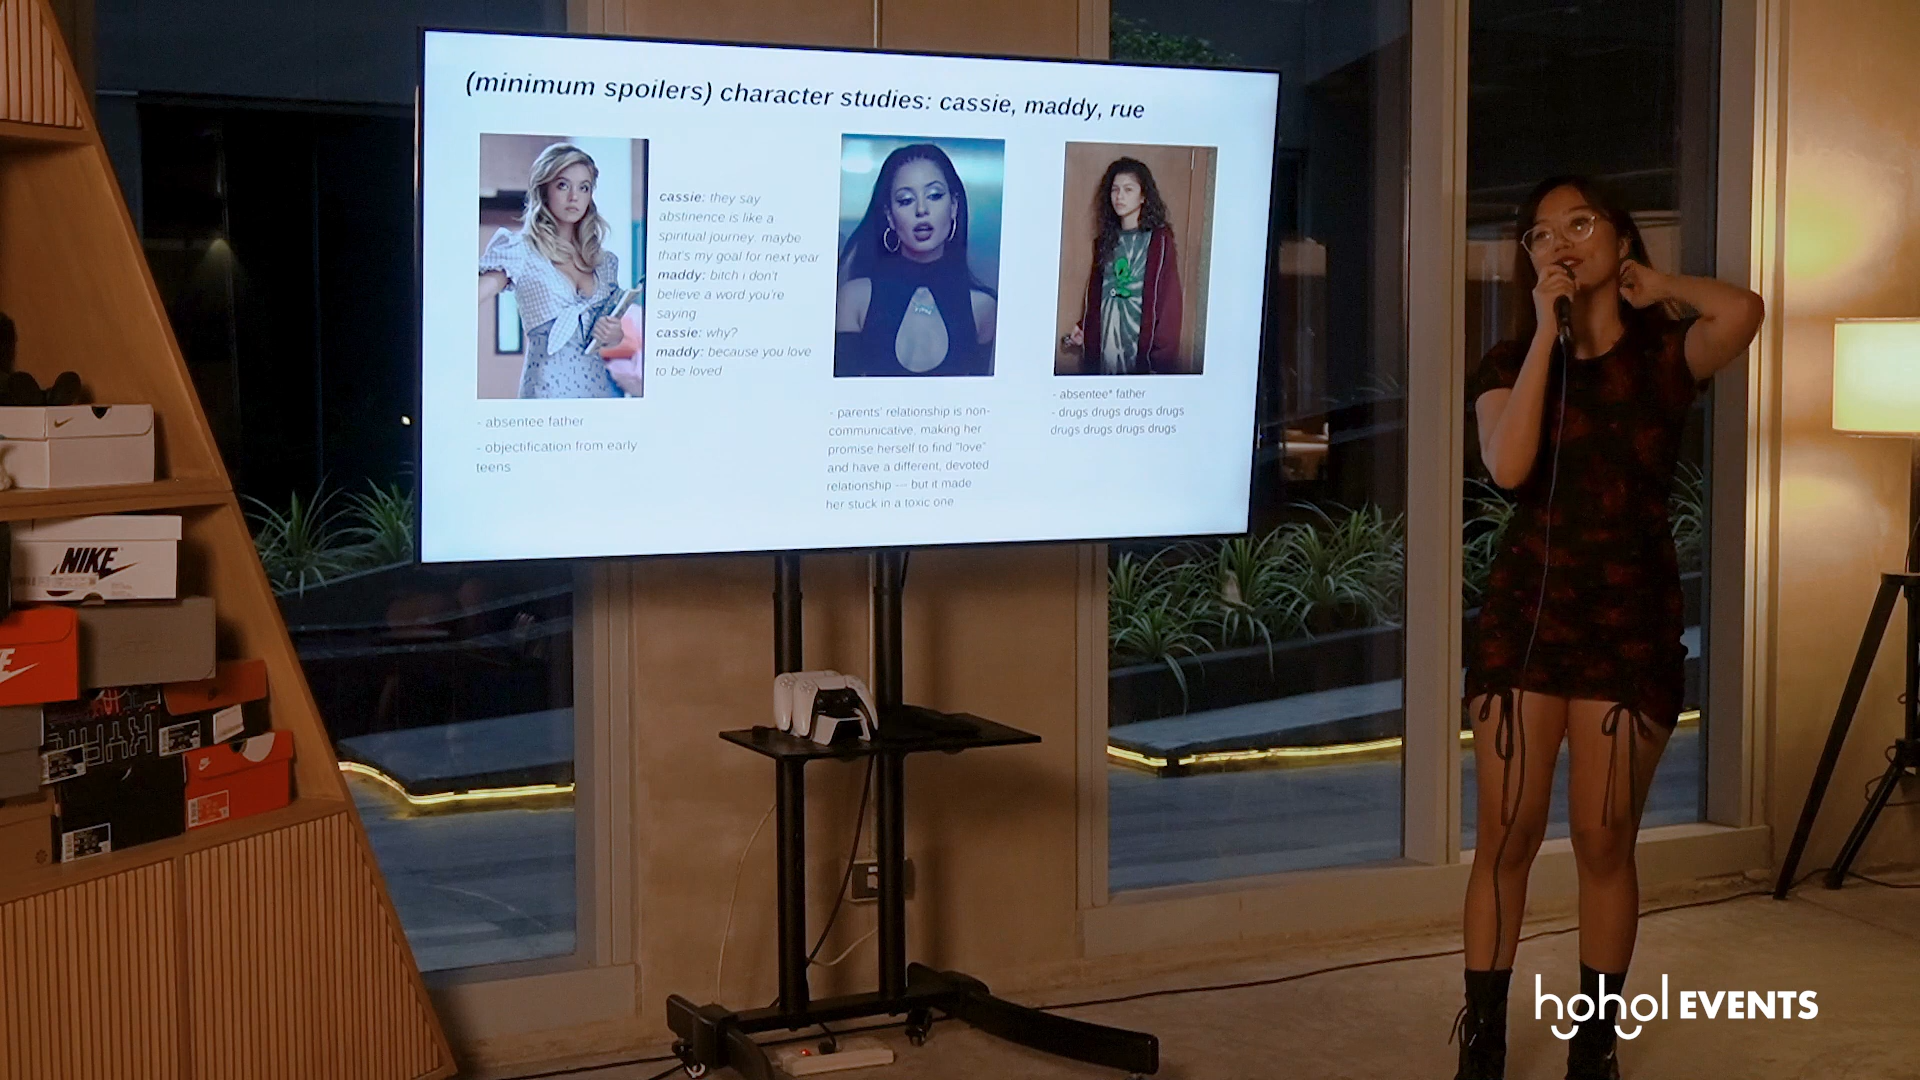 (minimum spoilers) character studies: cassie, maddy, rue
cassie: they say
abstinence is like a
spiritual journey. maybe
that's my goal for next year
maddy: bitch i don't
believe a word you're
saying.
cassie: why?
maddy: because you love
to be loved
- absentee father
- objectification from early
teens
- parents' relationship is non-
communicative, making her
promise herself to find "love"
and have a different, devoted
relationship --- but it made
her stuck in a toxic one
- absentee* father
- drugs drugs drugs drugs
drugs drugs drugs drugs
NIKE
hohol EVENTS